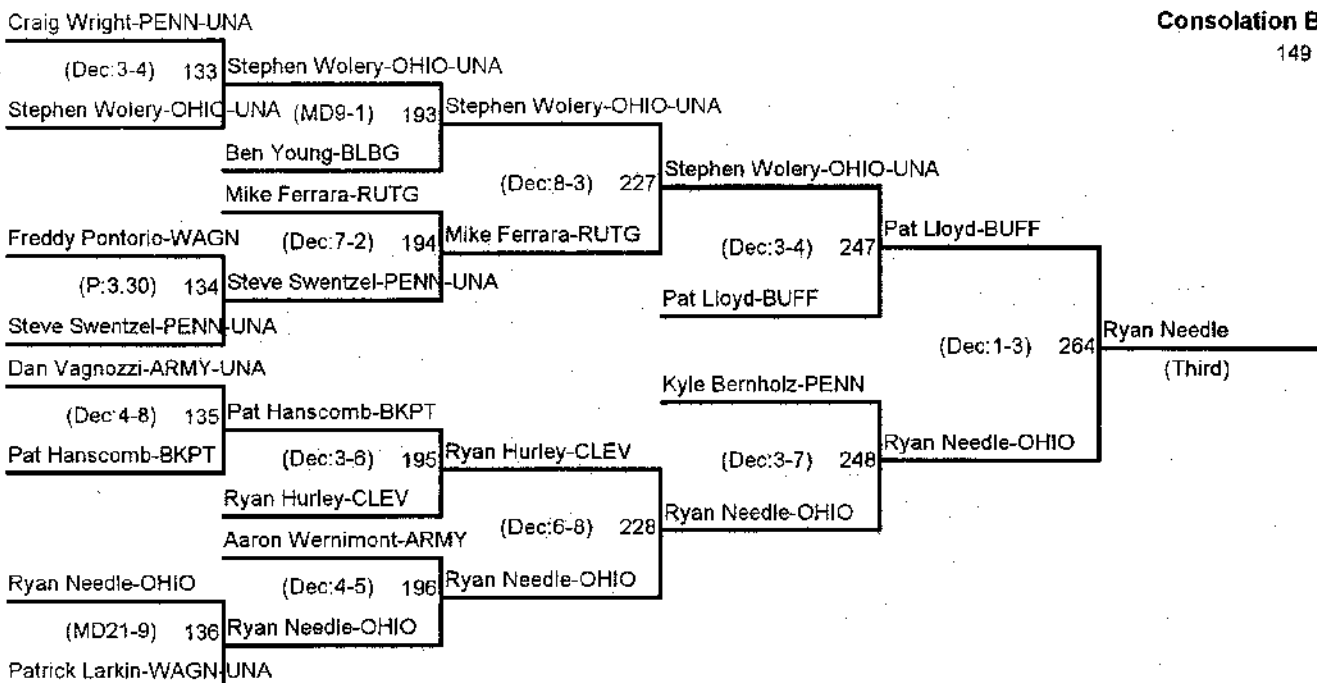 Craig Wright-PENN-UNA
Consolation B
149
(Dec:3-4) 133 Stephen Wolery-OHIO-UNA
Stephen Wolery-OHIO-UNA (MD9-1) 193 Stephen Wolery-OHIO-UNA
Ben Young-BLBG
(Dec:8-3) 227 Stephen Wolery-OHIO-UNA
Mike Ferrara-RUTG
Freddy Pontorio-WAGN (Dec:7-2) 194 Mike Ferrara-RUTG
(Dec:3-4) 247 Pat Lloyd-BUFF
(P:3.30) 134 Steve Swentzel-PENN-UNA
Pat Lloyd-BUFF
Steve Swentzel-PENN-UNA
(Dec:1-3) 264 Ryan Needle
(Third)
Dan Vagnozzi-ARMY-UNA
Kyle Bernholz-PENN
(Dec:4-8) 135 Pat Hanscomb-BKPT
Pat Hanscomb-BKPT (Dec:3-6) 195 Ryan Hurley-CLEV
(Dec:3-7) 248 Ryan Needle-OHIO
Ryan Hurley-CLEV
(Dec:6-8) 228 Ryan Needle-OHIO
Aaron Wernimont-ARMY
Ryan Needle-OHIO (Dec:4-5) 196 Ryan Needle-OHIO
(MD21-9) 136 Ryan Needle-OHIO
Patrick Larkin-WAGN-UNA